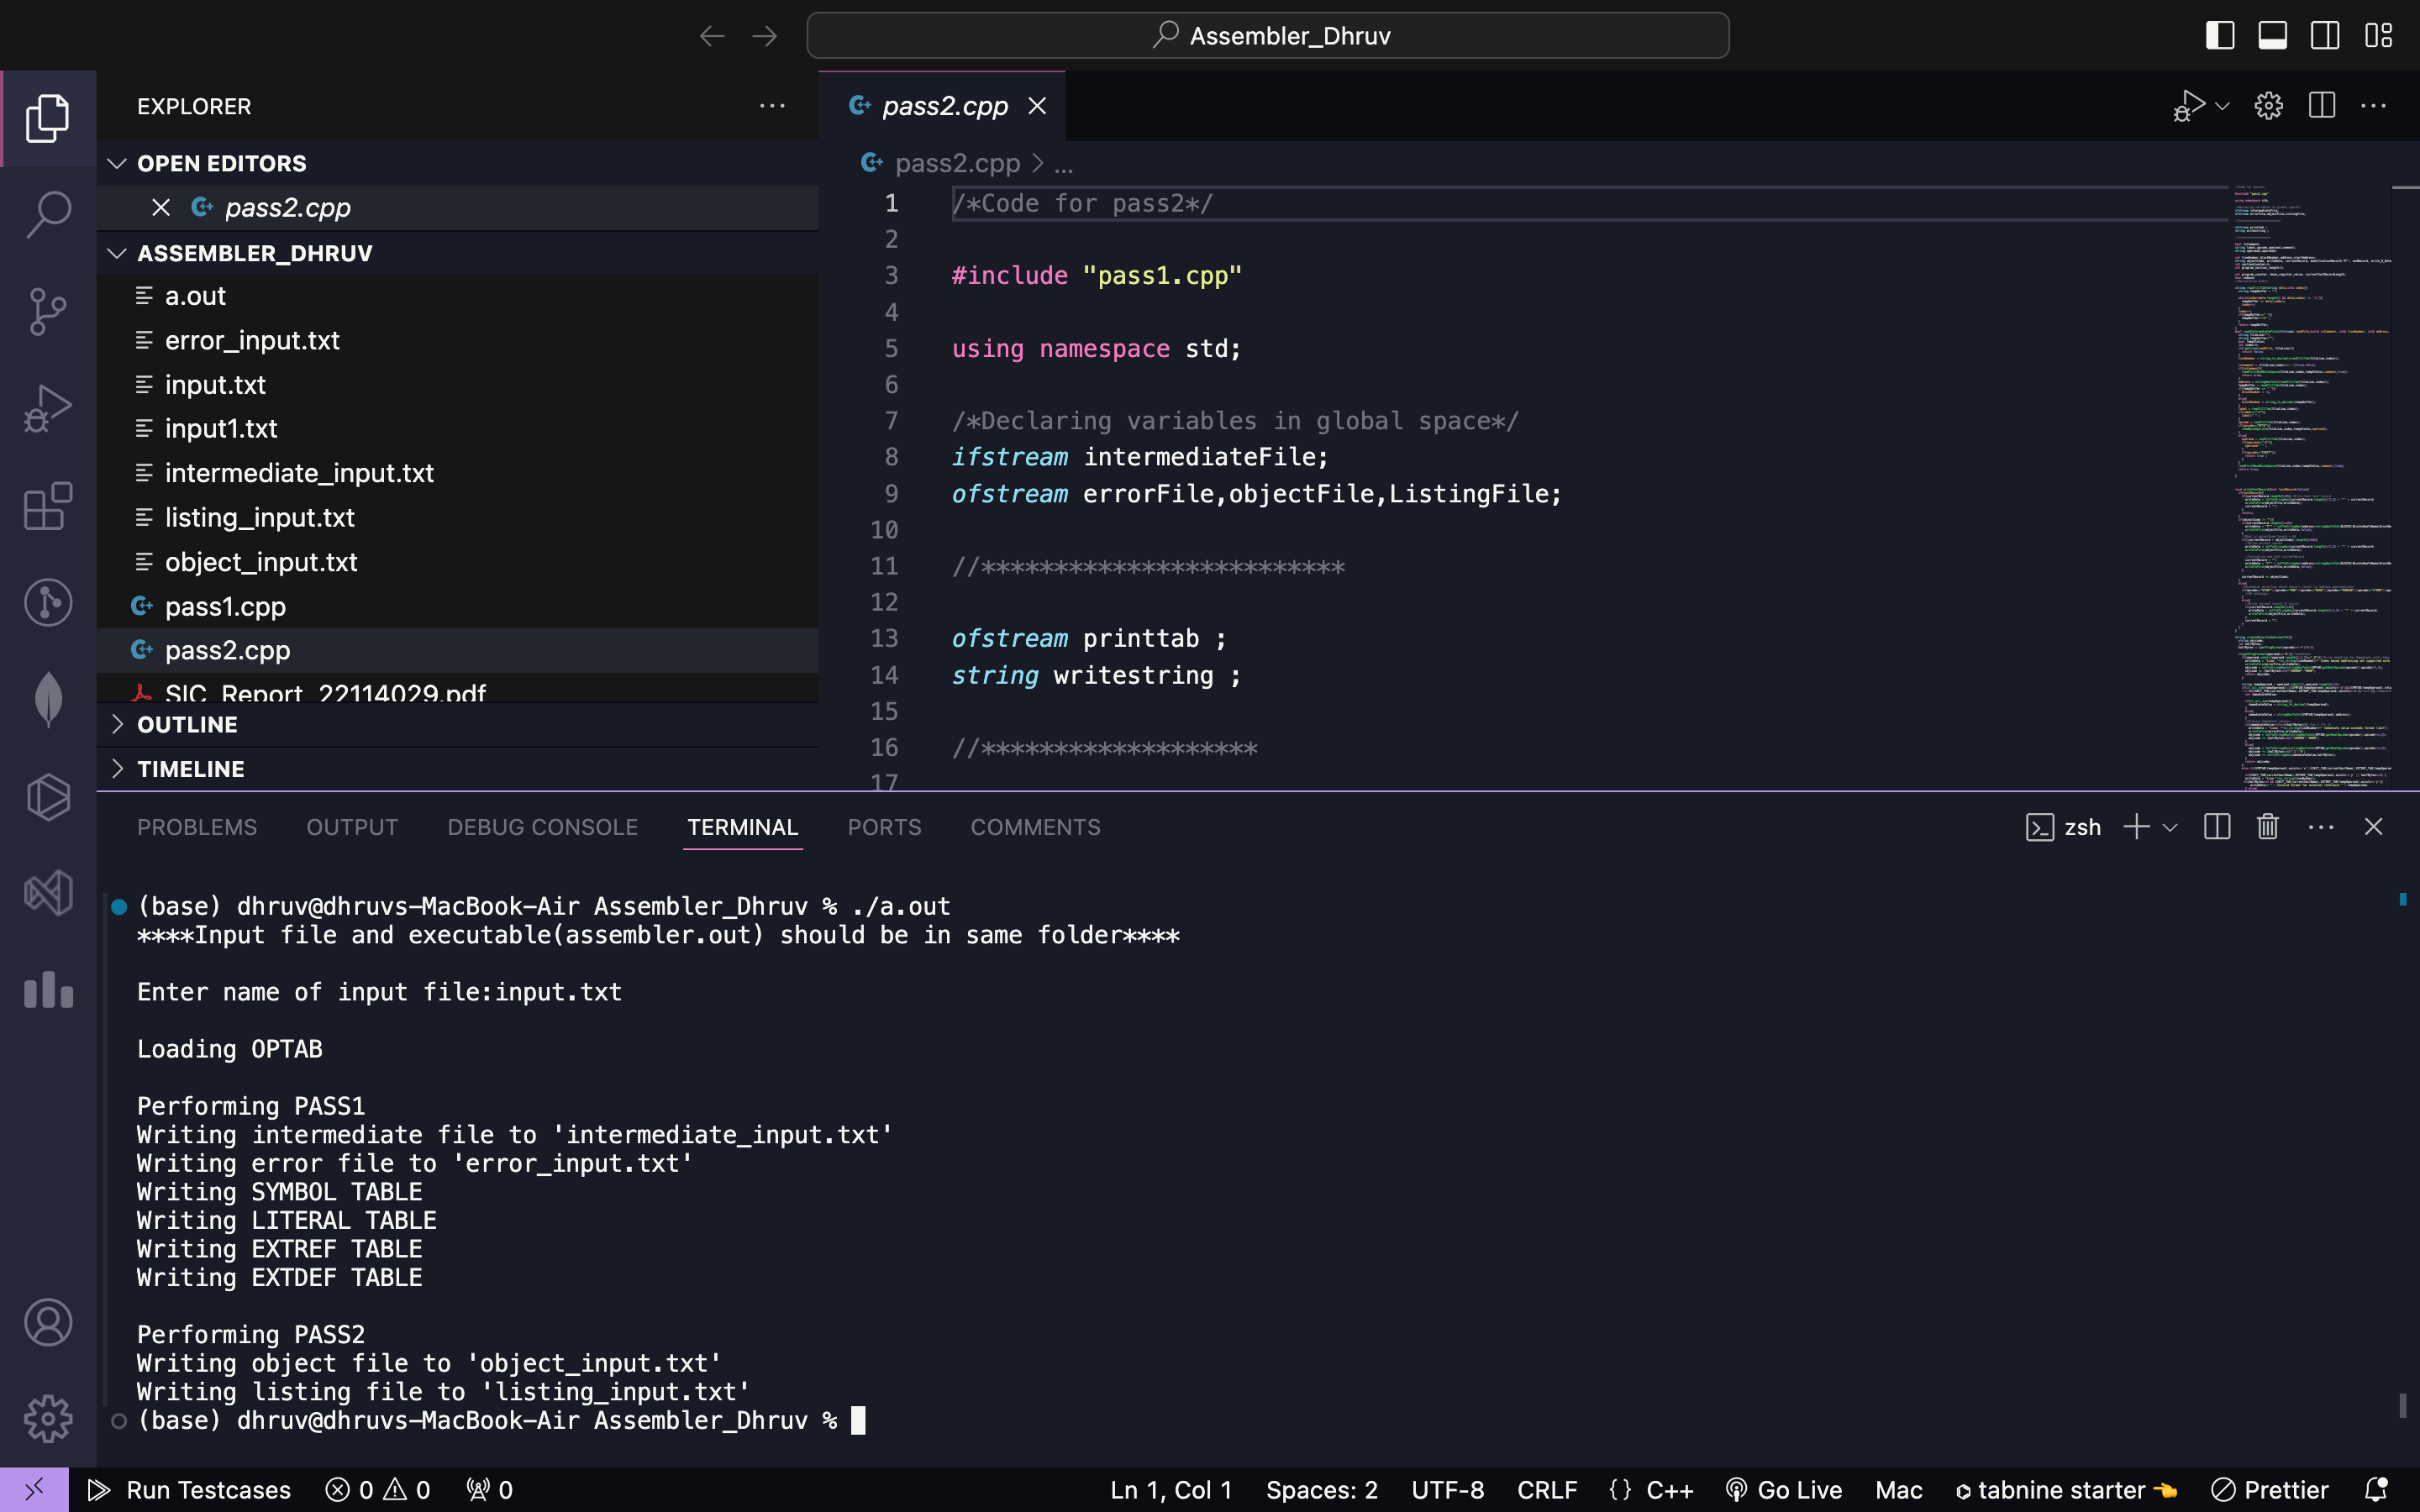 Assembler_Dhruv
EXPLORER
OPEN EDITORS
pass2.cpp
ASSEMBLER_DHRUV
a.out
error_input.txt
input.txt
input1.txt
intermediate_input.txt
listing_input.txt
object_input.txt
pass1.cpp
pass2.cpp
SIC_Report_22114029.pdf
OUTLINE
TIMELINE
pass2.cpp
pass2.cpp > ...
1 /*Code for pass2*/
2
3 #include "pass1.cpp"
4
5 using namespace std;
6
7 /*Declaring variables in global space*/
8 ifstream intermediateFile;
9 ofstream errorFile,objectFile,ListingFile;
10
11 //*************************
12
13 ofstream printtab ;
14 string writestring ;
15
16 //*******************
17
PROBLEMS OUTPUT DEBUG CONSOLE TERMINAL PORTS COMMENTS
zsh
(base) dhruv@dhruvs-MacBook-Air Assembler_Dhruv % ./a.out
****Input file and executable(assembler.out) should be in same folder****
Enter name of input file:input.txt
Loading OPTAB
Performing PASS1
Writing intermediate file to 'intermediate_input.txt'
Writing error file to 'error_input.txt'
Writing SYMBOL TABLE
Writing LITERAL TABLE
Writing EXTREF TABLE
Writing EXTDEF TABLE
Performing PASS2
Writing object file to 'object_input.txt'
Writing listing file to 'listing_input.txt'
(base) dhruv@dhruvs-MacBook-Air Assembler_Dhruv %
Run Testcases 0 0 0 Ln 1, Col 1 Spaces: 2 UTF-8 CRLF {} C++ Go Live Mac tabnine starter 👈 Prettier